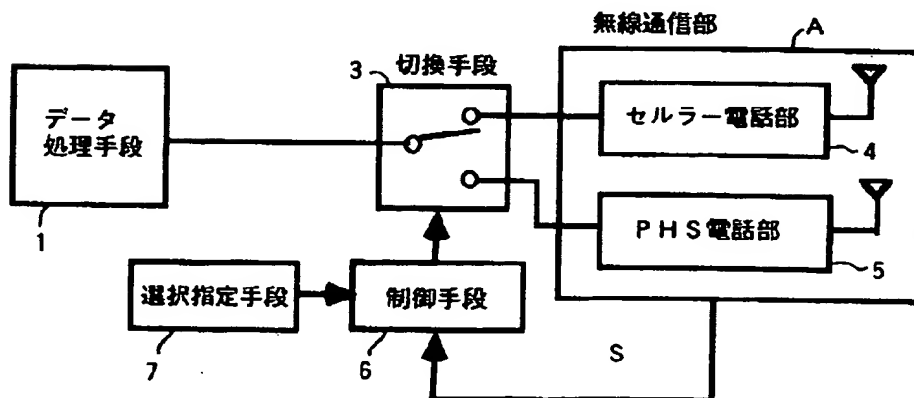 無線通信部
A
3
切換手段
データ
処理手段
1
セルラー電話部
4
PHS電話部
5
選択指定手段
7
制御手段
6
S